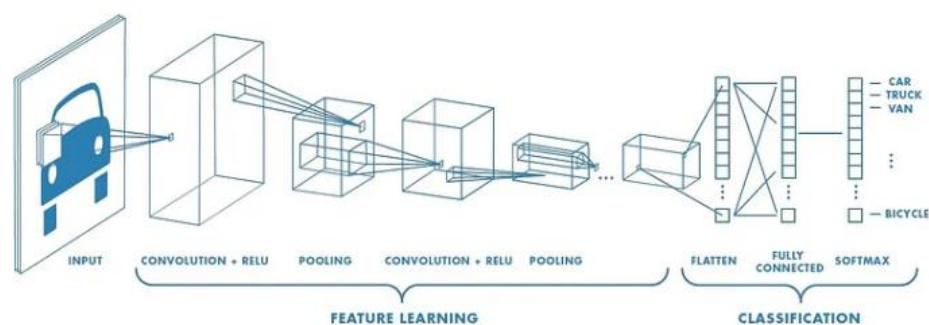 CAR
TRUCK
VAN
BICYCLE
INPUT
CONVOLUTION + RELU
POOLING
CONVOLUTION + RELU
POOLING
FLATTEN
FULLY
CONNECTED
SOFTMAX
FEATURE LEARNING
CLASSIFICATION